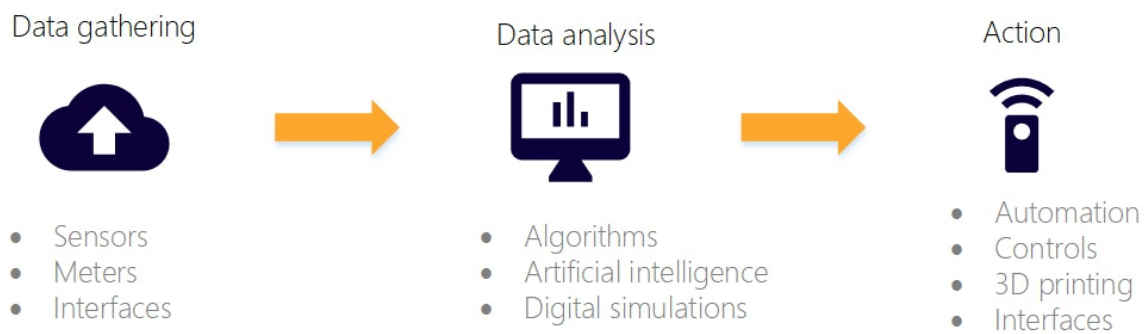 Data gathering
Data analysis
Action
• Sensors
• Meters
• Interfaces
• Algorithms
• Artificial intelligence
• Digital simulations
• Automation
• Controls
• 3D printing
• Interfaces